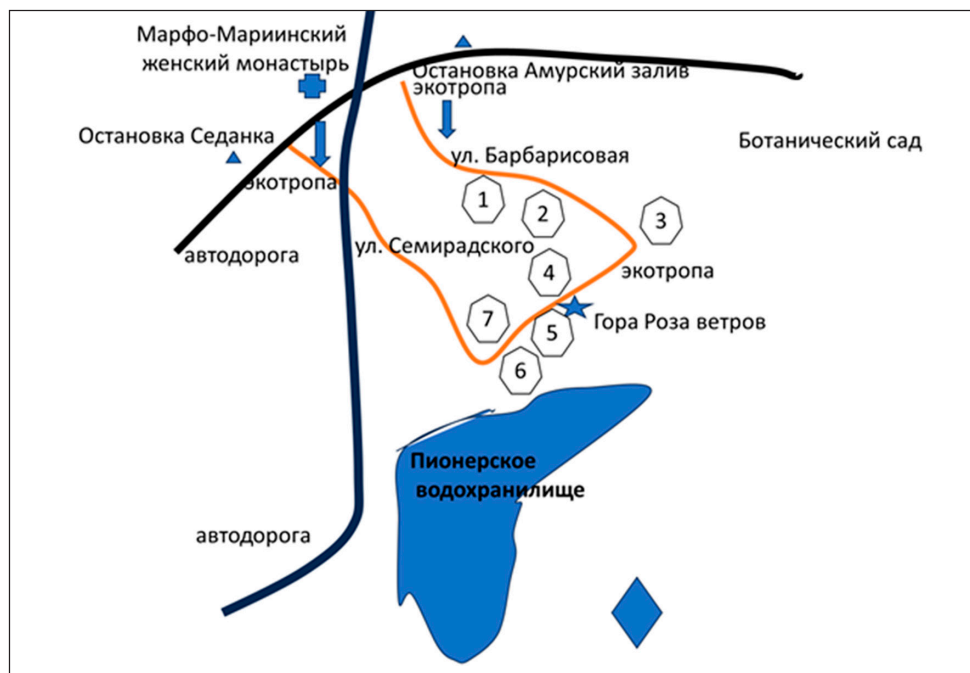 Марфо-Мариинский
женский монастырь
Остановка Амурский залив
экотропа
Остановка Седанка
экотропа
ул. Барбарисовая
Ботанический сад
1
2
3
автодорога
ул. Семирадского
4
экотропа
7
5
Гора Роза ветров
6
Пионерское
водохранилище
автодорога